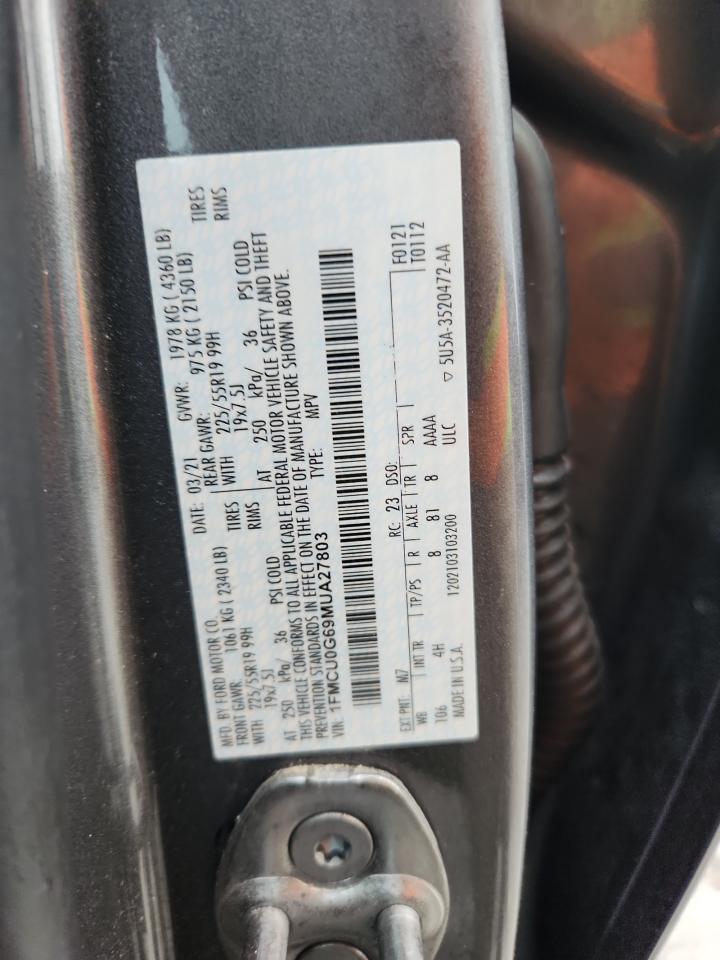 MFD. BY FORD MOTOR CO. DATE: 03/21 GVWR: 1978 KG ( 4360 LB)
FRONT GAWR: 1061 KG ( 2340 LB) REAR GAWR: 975 KG ( 2150 LB)
WITH 225/55R19 99H TIRES WITH 225/55R19 99H TIRES
19x7.5J RIMS 19x7.5J RIMS
AT 250 kPa/ 36 PSI COLD AT 250 kPa/ 36 PSI COLD
THIS VEHICLE CONFORMS TO ALL APPLICABLE FEDERAL MOTOR VEHICLE SAFETY AND THEFT
PREVENTION STANDARDS IN EFFECT ON THE DATE OF MANUFACTURE SHOWN ABOVE.
VIN: 1FMCU0G69MUA27803 TYPE: MPV
EXT PNT: M7 RC: 23 DSO: F0121
WB INT TR TP/PS R AXLE TR SPR T0112
106 4H 8 81 8 AAAA
MADE IN U.S.A. 1202103103200 ULC ▽ 5U5A-3520472-AA